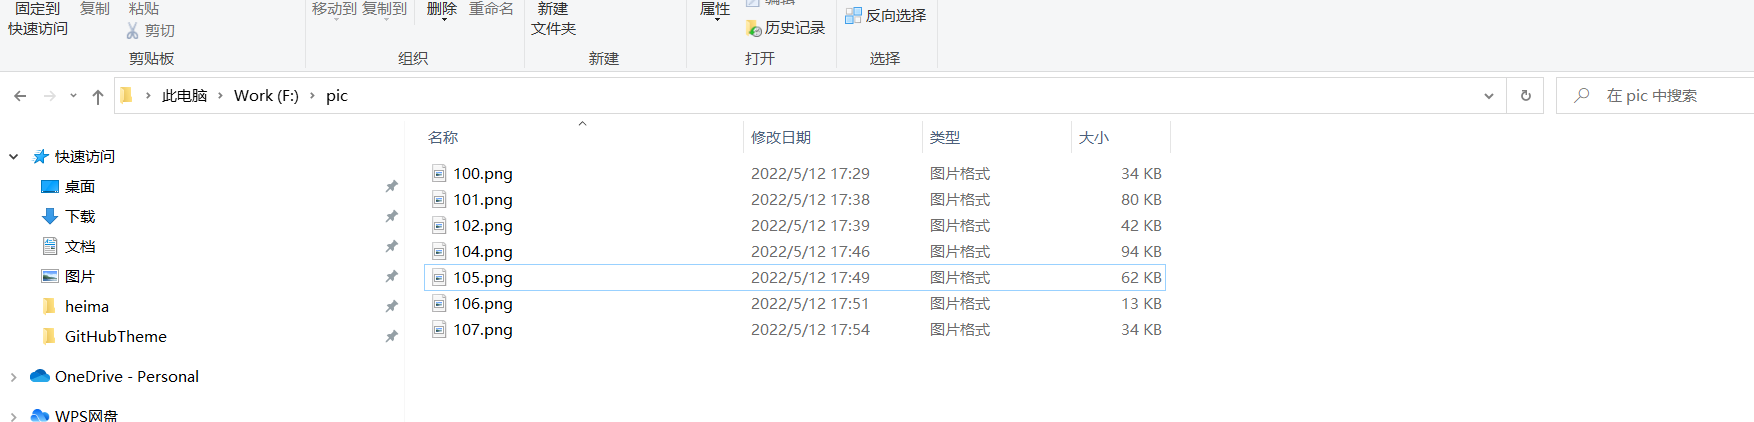 固定到 复制 粘贴 移动到 复制到 删除 重命名 新建 属性 编辑
快速访问 剪切 文件夹 历史记录 反向选择
剪贴板 组织 新建 打开 选择
此电脑 Work (F:) pic 在 pic 中搜索
名称 修改日期 类型 大小
快速访问
桌面
下载
文档
图片
heima
GitHubTheme
OneDrive - Personal
WPS网盘
100.png 2022/5/12 17:29 图片格式 34 KB
101.png 2022/5/12 17:38 图片格式 80 KB
102.png 2022/5/12 17:39 图片格式 42 KB
104.png 2022/5/12 17:46 图片格式 94 KB
105.png 2022/5/12 17:49 图片格式 62 KB
106.png 2022/5/12 17:51 图片格式 13 KB
107.png 2022/5/12 17:54 图片格式 34 KB